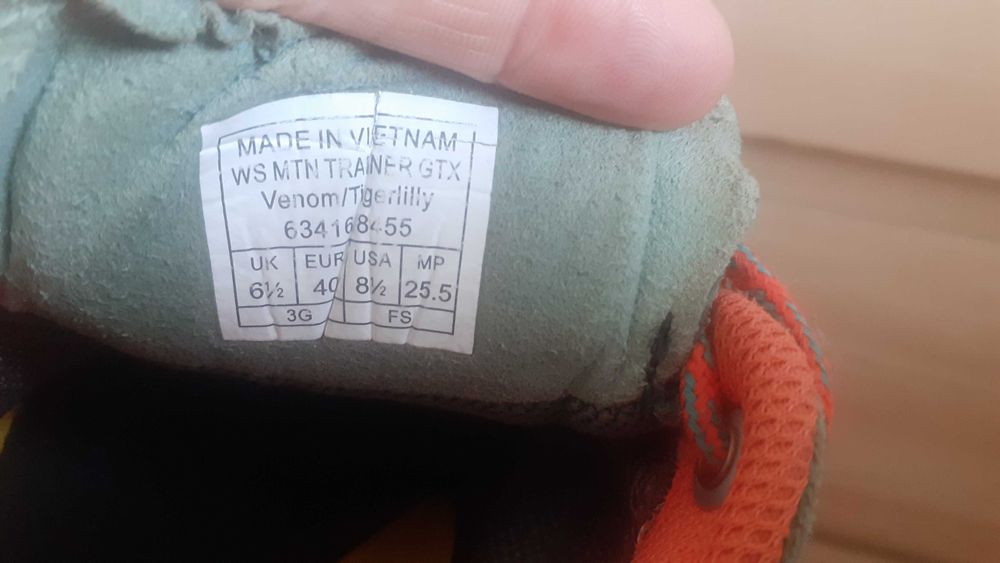 MADE IN VIETNAM
WS MTN TRAINER GTX
Venom/Tigerlilly
634168455
UK EUR USA MP
6½ 40 8½ 25.5
3G FS